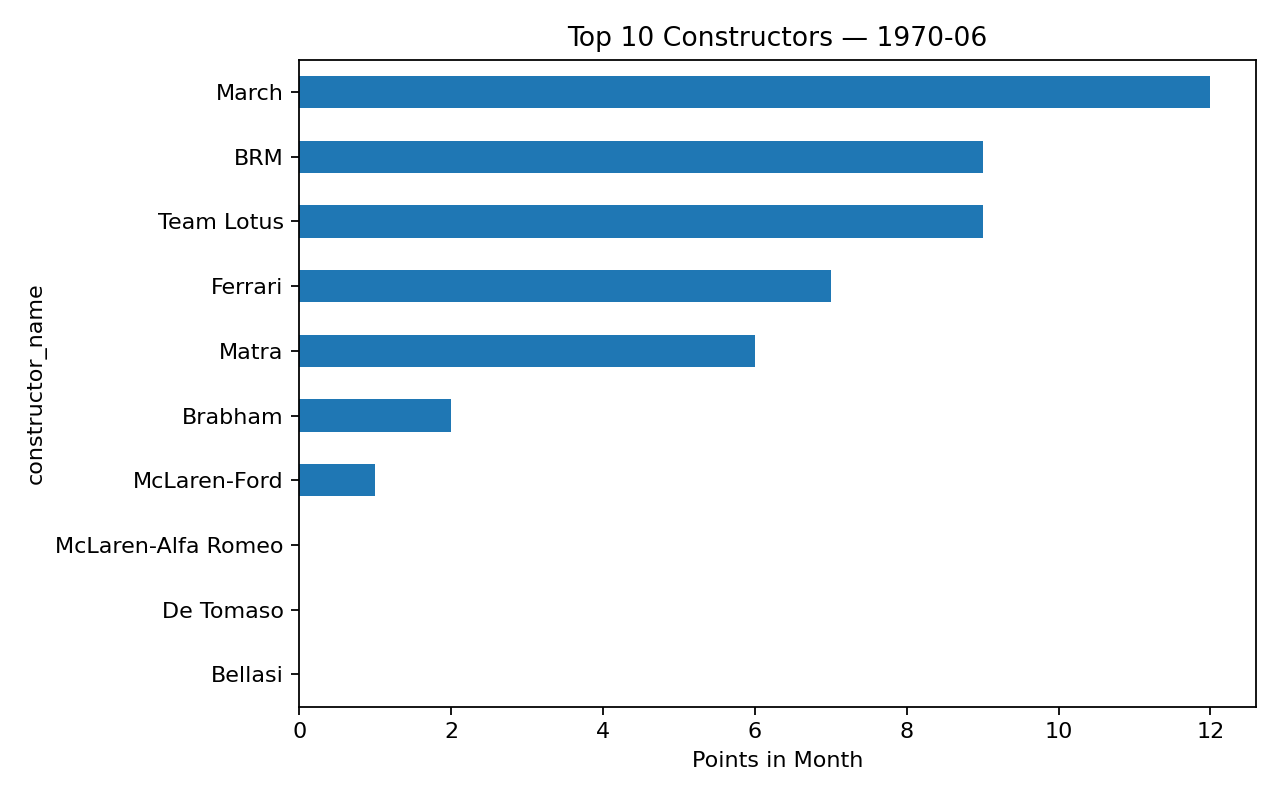 Top 10 Constructors — 1970-06
March
BRM
Team Lotus
Ferrari
Matra
Brabham
McLaren-Ford
McLaren-Alfa Romeo
De Tomaso
Bellasi
constructor_name
0 2 4 6 8 10 12
Points in Month